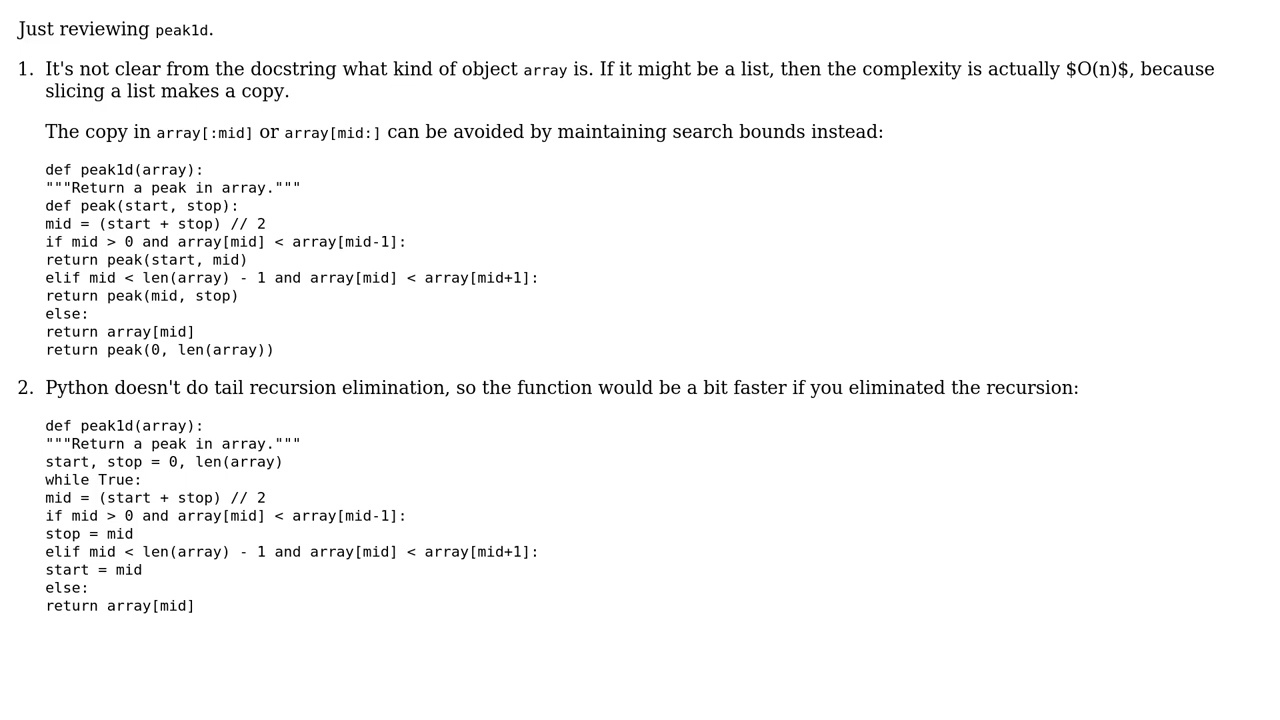 Just reviewing peak1d.
1. It's not clear from the docstring what kind of object array is. If it might be a list, then the complexity is actually $O(n)$, because
slicing a list makes a copy.
The copy in array[:mid] or array[mid:] can be avoided by maintaining search bounds instead:
def peak1d(array):
"""Return a peak in array."""
def peak(start, stop):
mid = (start + stop) // 2
if mid > 0 and array[mid] < array[mid-1]:
return peak(start, mid)
elif mid < len(array) - 1 and array[mid] < array[mid+1]:
return peak(mid, stop)
else:
return array[mid]
return peak(0, len(array))
2. Python doesn't do tail recursion elimination, so the function would be a bit faster if you eliminated the recursion:
def peak1d(array):
"""Return a peak in array."""
start, stop = 0, len(array)
while True:
mid = (start + stop) // 2
if mid > 0 and array[mid] < array[mid-1]:
stop = mid
elif mid < len(array) - 1 and array[mid] < array[mid+1]:
start = mid
else:
return array[mid]